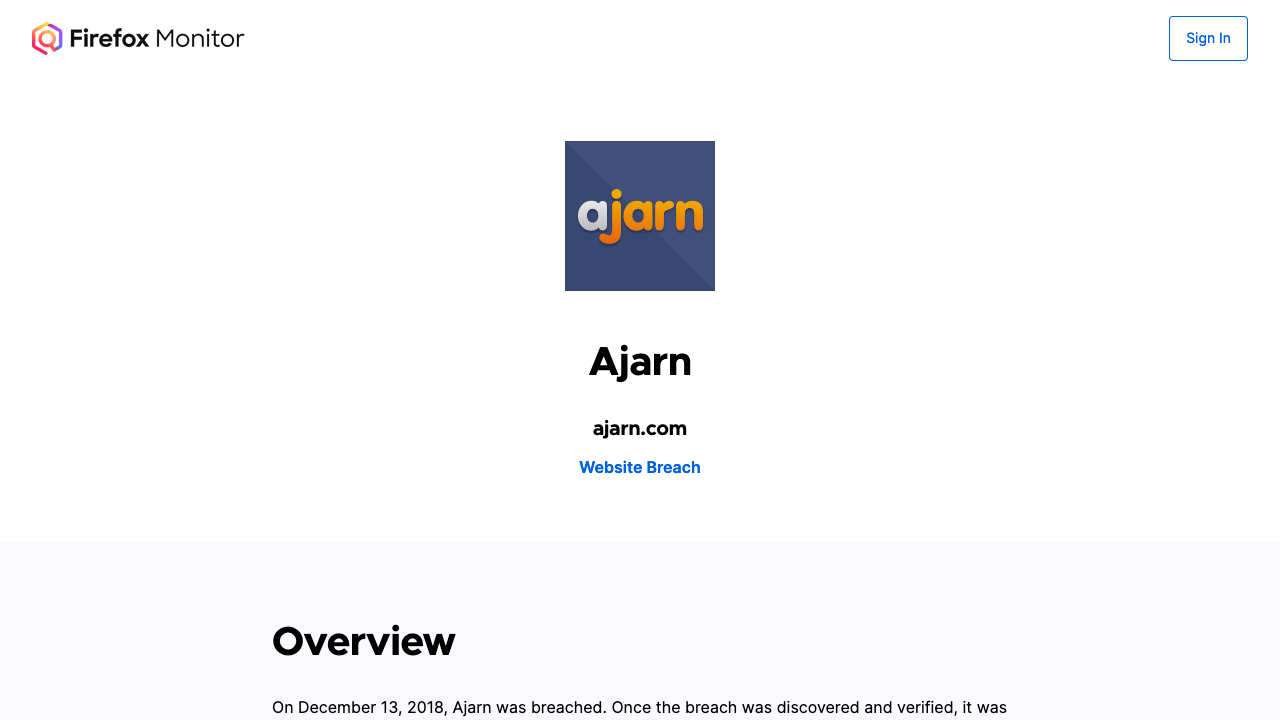 Firefox Monitor
Sign In
ajarn
Ajarn
ajarn.com
Website Breach
Overview
On December 13, 2018, Ajarn was breached. Once the breach was discovered and verified, it was